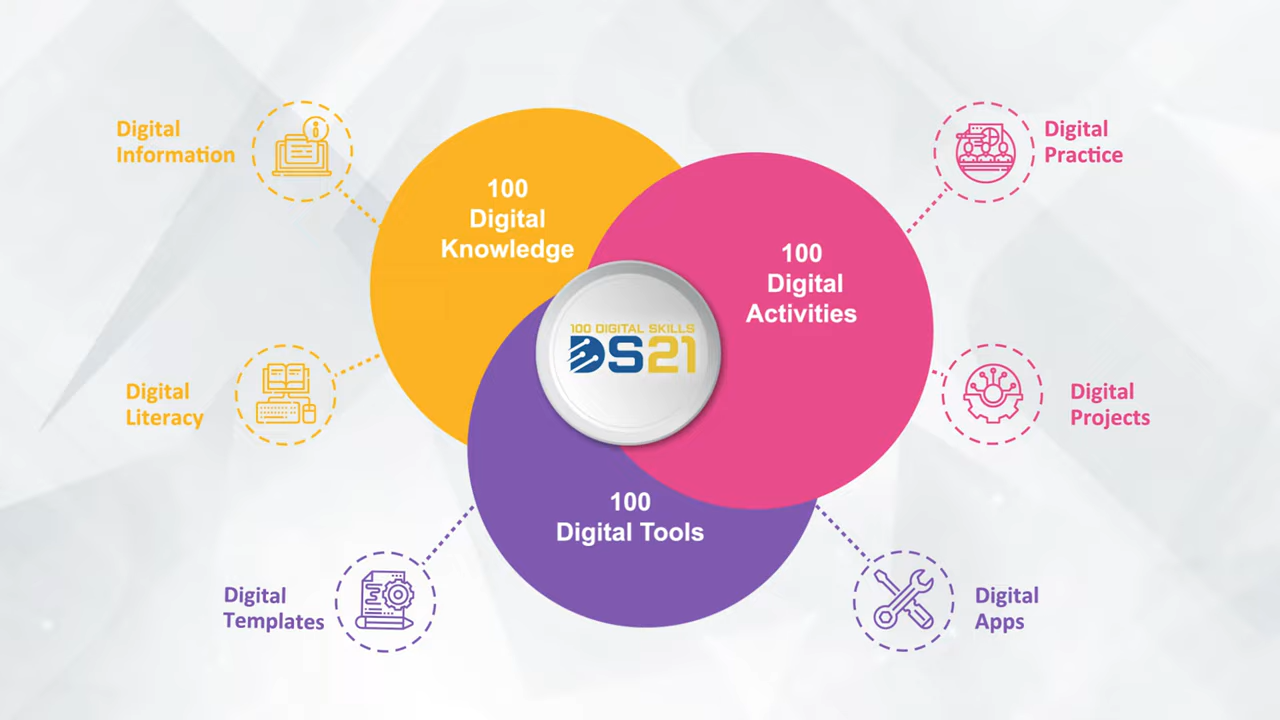 Digital
Information
100
Digital
Knowledge
Digital
Practice
100
Digital
Activities
100 DIGITAL SKILLS
DS21
Digital
Literacy
Digital
Projects
100
Digital Tools
Digital
Templates
Digital
Apps